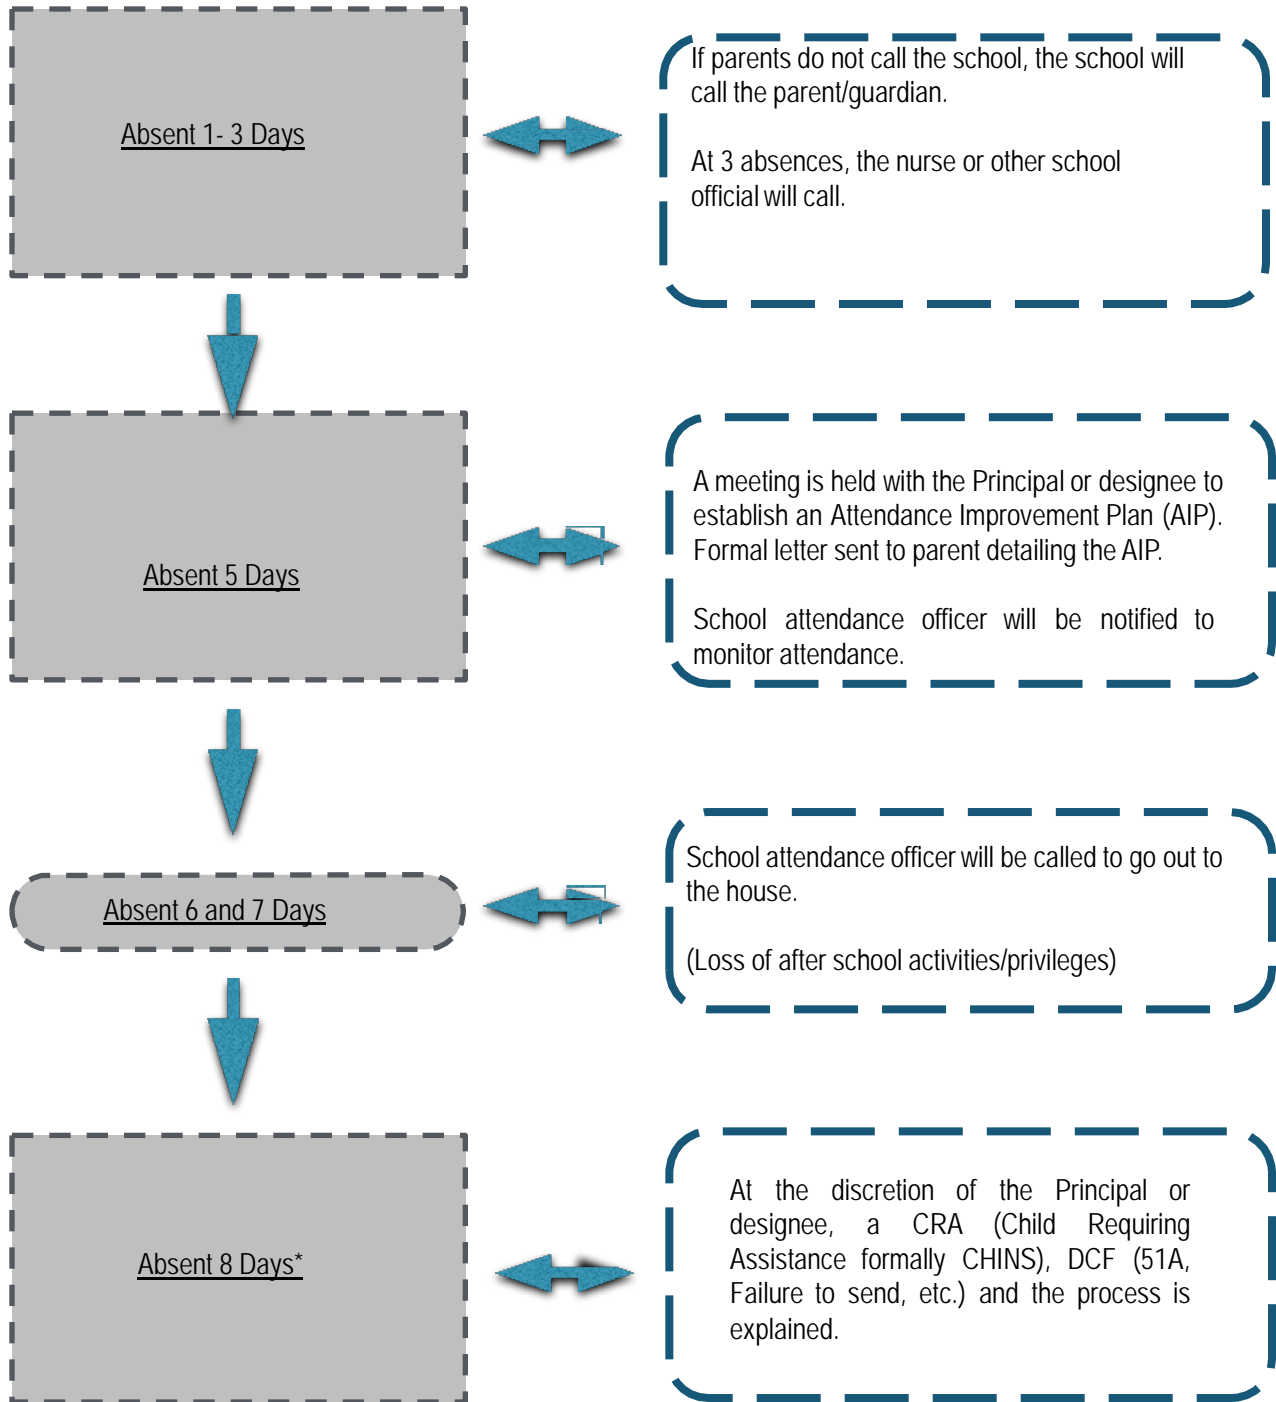 Absent 1- 3 Days
If parents do not call the school, the school will
call the parent/guardian.
At 3 absences, the nurse or other school
official will call.
Absent 5 Days
A meeting is held with the Principal or designee to
establish an Attendance Improvement Plan (AIP).
Formal letter sent to parent detailing the AIP.
School attendance officer will be notified to
monitor attendance.
Absent 6 and 7 Days
School attendance officer will be called to go out to
the house.
(Loss of after school activities/privileges)
Absent 8 Days*
At the discretion of the Principal or
designee, a CRA (Child Requiring
Assistance formally CHINS), DCF (51A,
Failure to send, etc.) and the process is
explained.